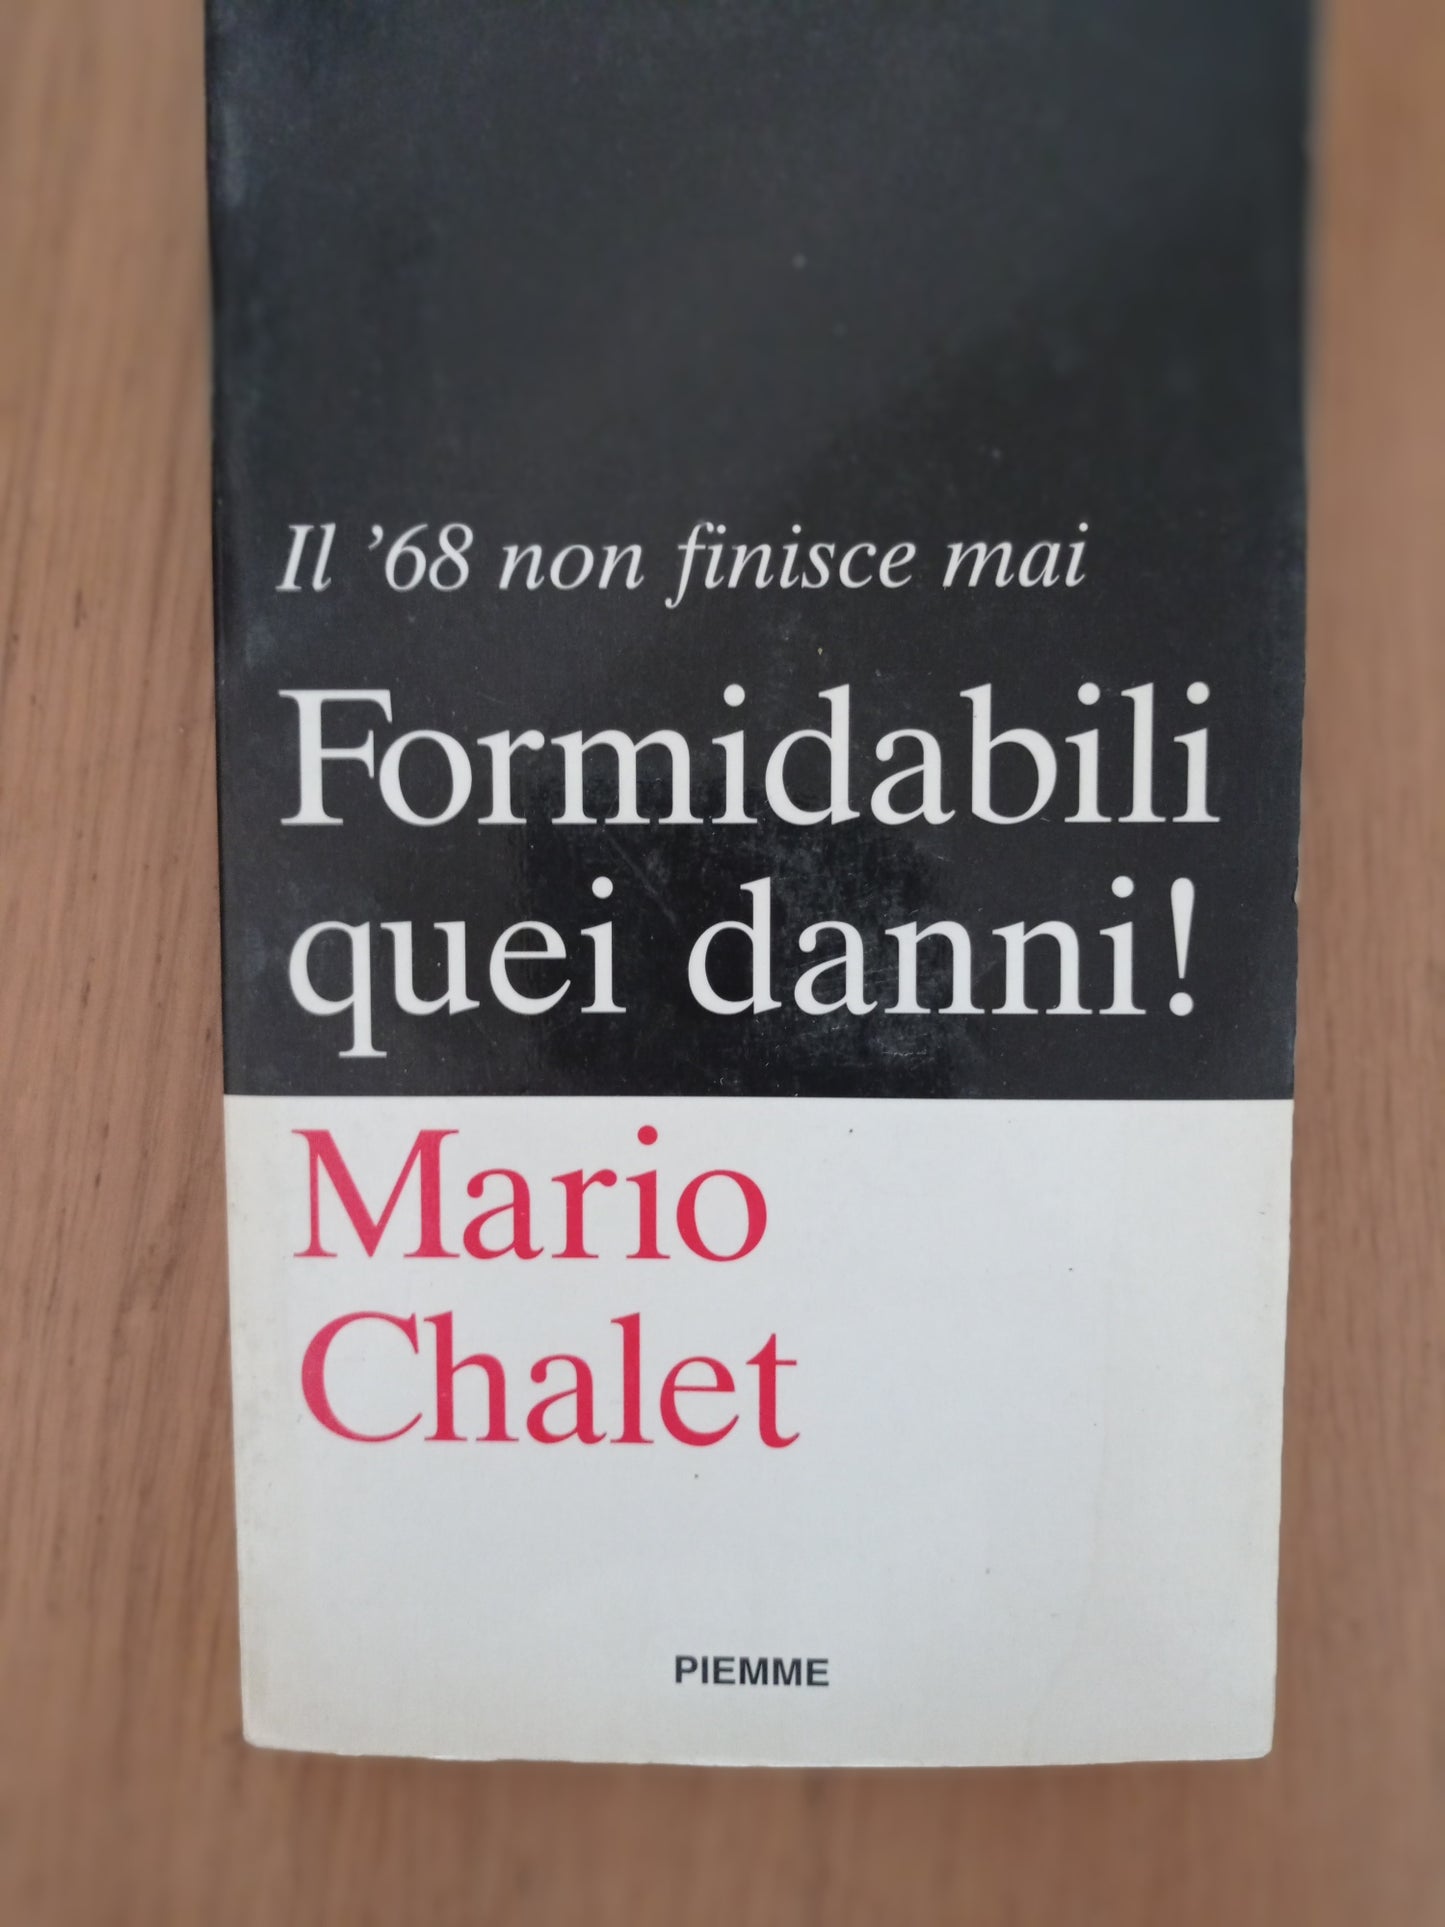 Il ’68 non finisce mai
Formidabili
quei danni!
Mario
Chalet
PIEMME